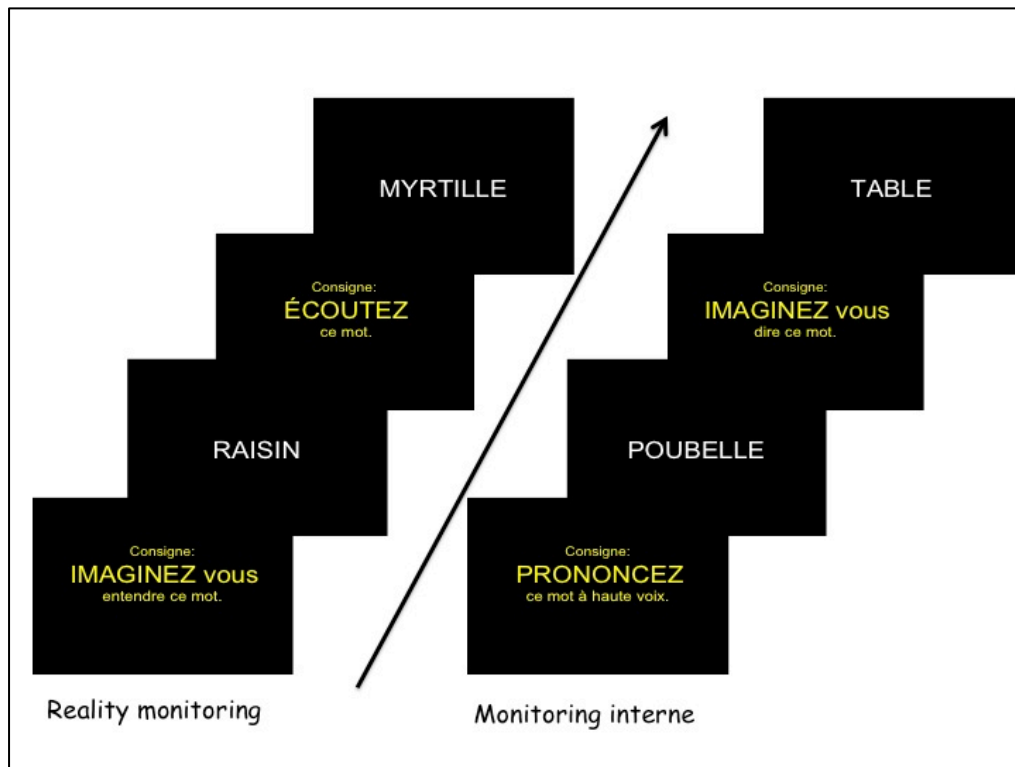 MYRTILLE
Consigne:
ÉCOUTEZ
ce mot.
RAISIN
Consigne:
IMAGINEZ vous
entendre ce mot.
Reality monitoring
TABLE
Consigne:
IMAGINEZ vous
dire ce mot.
POUBELLE
Consigne:
PRONONCEZ
ce mot à haute voix.
Monitoring interne